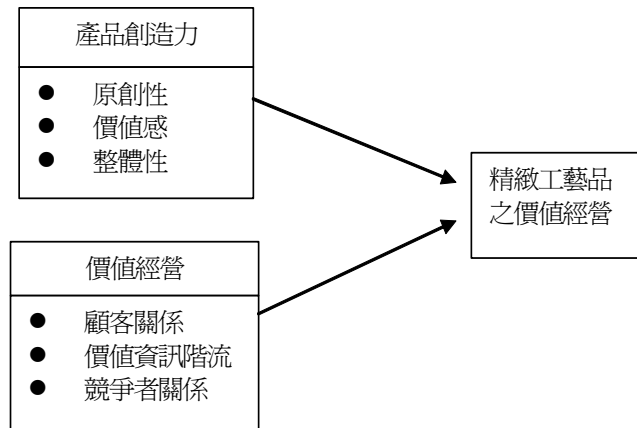 產品創造力
● 原創性
● 價值感
● 整體性
精緻工藝品
之價值經營
價值經營
● 顧客關係
● 價值資訊階流
● 競爭者關係